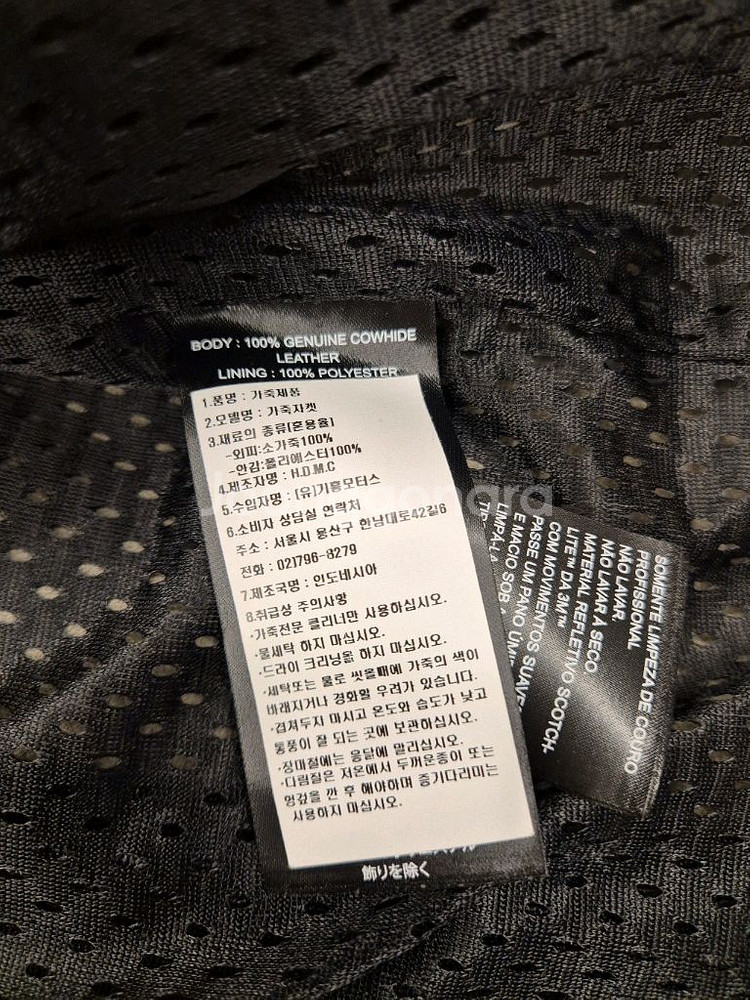 BODY : 100% GENUINE COWHIDE
LEATHER
LINING : 100% POLYESTER
1.품명 : 가죽제품
2.모델명 : 가죽자켓
3.재료의 종류[혼용율]
-외피:소가죽100%
-안김:폴리에스터100%
4.제조자명 : H.D.M.C
5.수입자명 : [유]기흥모터스
6.소비자 상담실 연락처
주소 : 서울시 용산구 한남대로42길6
전화 : 02)796-8279
7.제조국명 : 인도네시아
8.취급상 주의사항
·가죽전문 클리너만 사용하십시오.
·물세탁 하지 마십시오.
·드라이 크리닝을 하지 마십시오.
·세탁또는 물로 씻을때에 가죽의 색이
바래지거나 경화할 우려가 있습니다.
·겹쳐두지 마시고 온도와 습도가 낮고
통풍이 잘 되는 곳에 보관하십시오.
·장마철에는 응달에 말리십시오.
·다림질은 저온에서 두꺼운종이 또는
헝겊을 깐 후 해야하며 증기다리미는
사용하지 마십시오.
飾りを除く
SOMENTE LIMPEZA DE COURO
PROFISSIONAL
NÃO LAVAR.
NÃO LAVAR A SECO.
MATERIAL REFLETIVO SCOTCH-
LITE™ DA 3M™
COM MOVIMENTOS SUAVE
PASSE UM PANO ÚMI
E MACIO SOB
LIMPA-LA